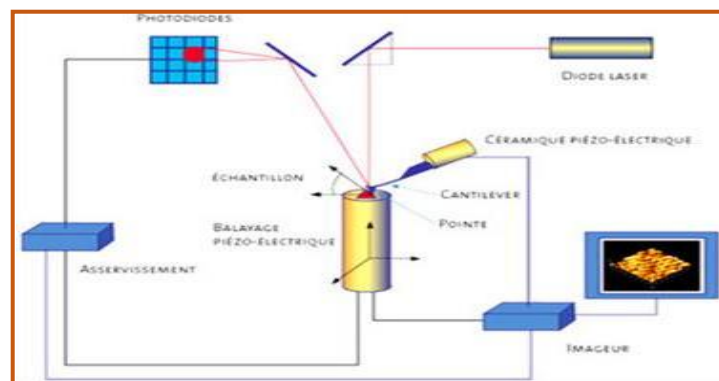 PHOTODIODES
DIODE LASER
CÉRAMIQUE PIÉZO-ÉLECTRIQUE
ÉCHANTILLON
CANTILEVER
POINTE
BALAYAGE
PIÉZO-ÉLECTRIQUE
ASSERVISSEMENT
IMAGEUR